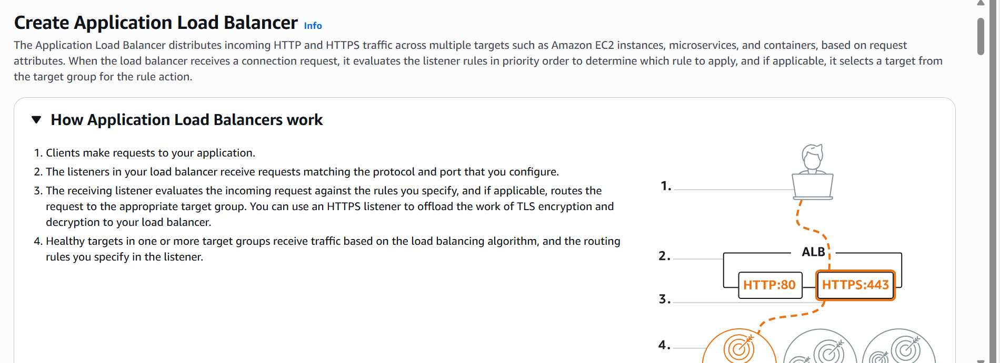 Create Application Load Balancer Info
The Application Load Balancer distributes incoming HTTP and HTTPS traffic across multiple targets such as Amazon EC2 instances, microservices, and containers, based on request
attributes. When the load balancer receives a connection request, it evaluates the listener rules in priority order to determine which rule to apply, and if applicable, it selects a target from
the target group for the rule action.
How Application Load Balancers work
1. Clients make requests to your application.
2. The listeners in your load balancer receive requests matching the protocol and port that you configure.
3. The receiving listener evaluates the incoming request against the rules you specify, and if applicable, routes the
request to the appropriate target group. You can use an HTTPS listener to offload the work of TLS encryption and
decryption to your load balancer.
4. Healthy targets in one or more target groups receive traffic based on the load balancing algorithm, and the routing
rules you specify in the listener.
1.
2.
ALB
HTTP:80 HTTPS:443
3.
4.